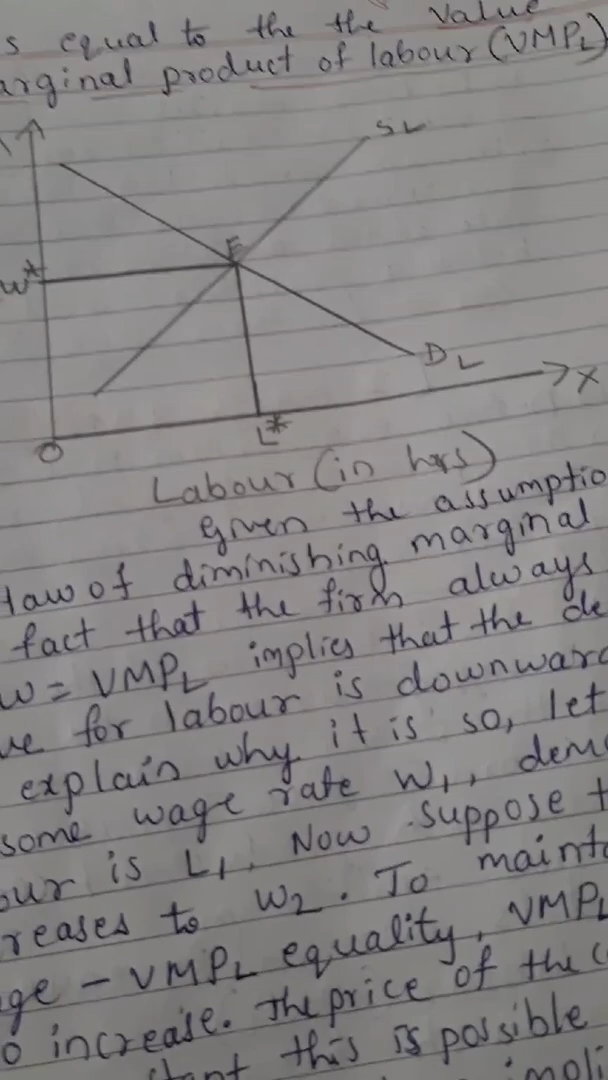 s equal to the the Value
arginal product of labour (VMPL)
SL
E
W*
DL
X
O
L*
Labour (in hrs)
Given the assumptio
law of diminishing marginal
fact that the firm always
w = VMPL implies that the de
ve for labour is downward
explain why it is so, let
some wage rate W1, dem
our is L1. Now suppose t
reases to W2. To mainta
ge - VMPL equality, VMPL
o increase. The price of the
this is possible